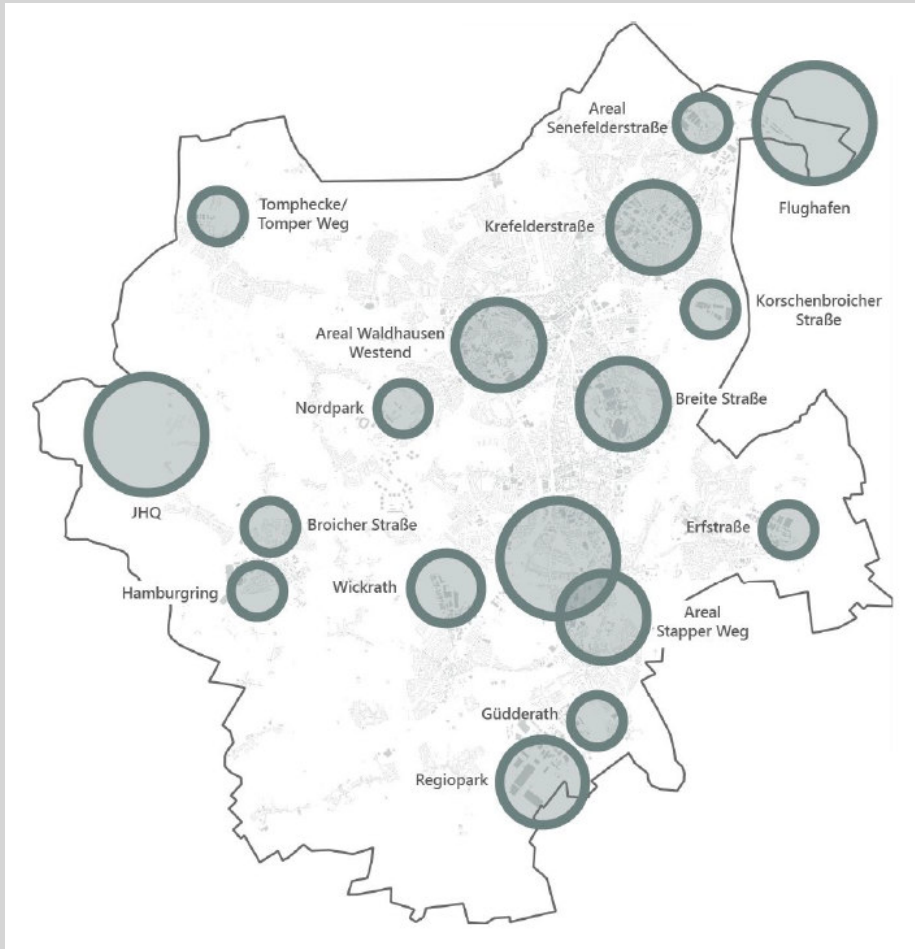 Areal
Senefelderstraße
Flughafen
Tomphecke/
Tomper Weg
Krefelderstraße
Korschenbroicher
Straße
Areal Waldhausen
Westend
Nordpark
Breite Straße
JHQ
Broicher Straße
Erfstraße
Hamburgring
Wickrath
Areal
Stapper Weg
Güdderath
Regiopark